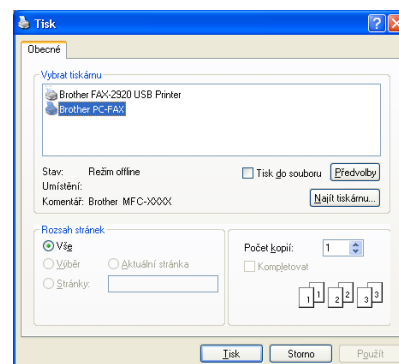 Tisk
Obecné
Vybrat tiskárnu
Brother FAX-2920 USB Printer
Brother PC-FAX
Stav: Režim offline
Tisk do souboru
Předvolby
Umístění:
Komentář: Brother MFC-XXXX
Najít tiskárnu...
Rozsah stránek
Vše
Výběr
Aktuální stránka
Stránky:
Počet kopií: 1
Kompletovat
1 1 2 2 3 3
Tisk
Storno
Použít